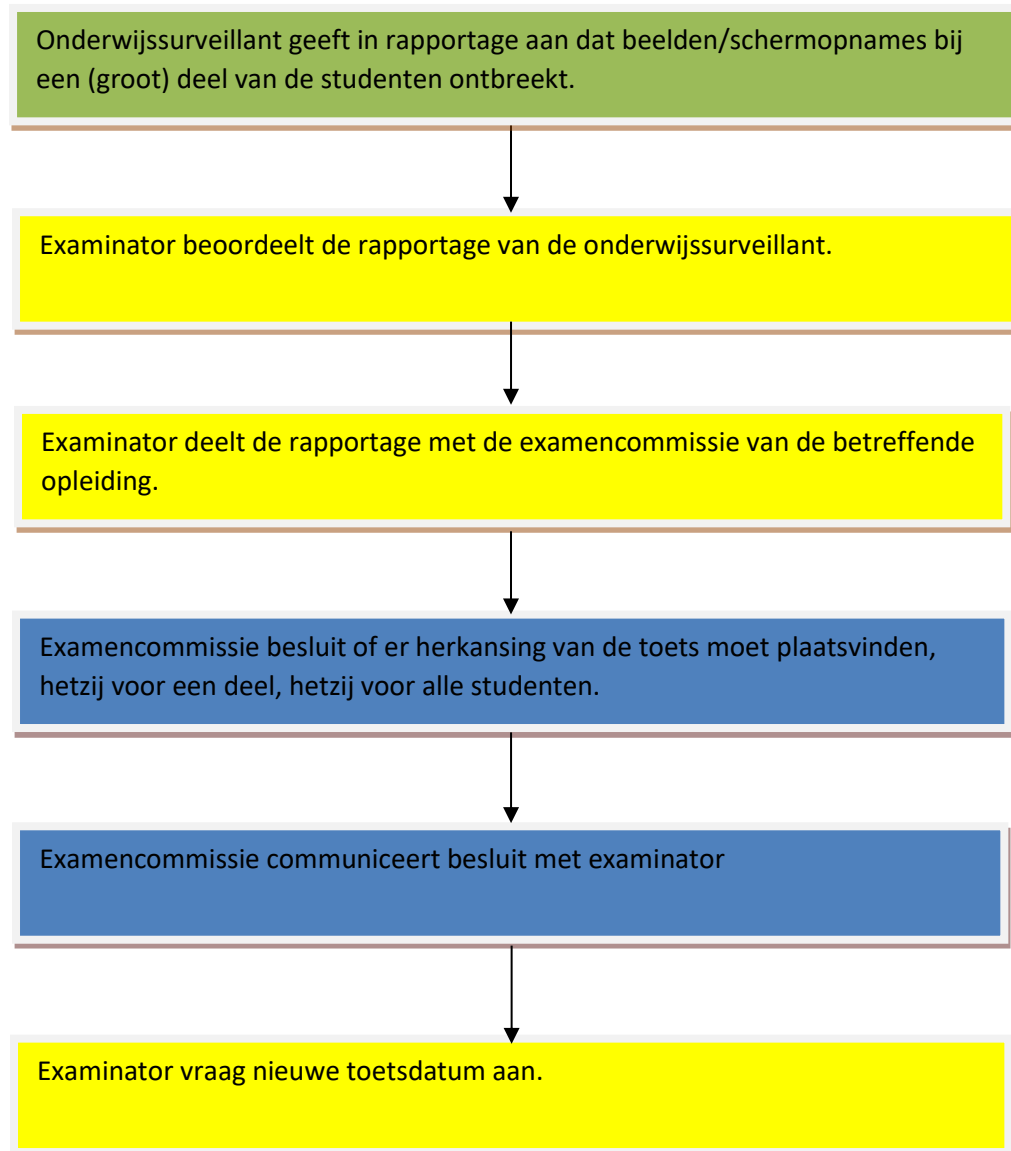 Onderwijssurveillant geeft in rapportage aan dat beelden/schermopnames bij
een (groot) deel van de studenten ontbreekt.
Examinator beoordeelt de rapportage van de onderwijssurveillant.
Examinator deelt de rapportage met de examencommissie van de betreffende
opleiding.
Examencommissie besluit of er herkansing van de toets moet plaatsvinden,
hetzij voor een deel, hetzij voor alle studenten.
Examencommissie communiceert besluit met examinator
Examinator vraag nieuwe toetsdatum aan.